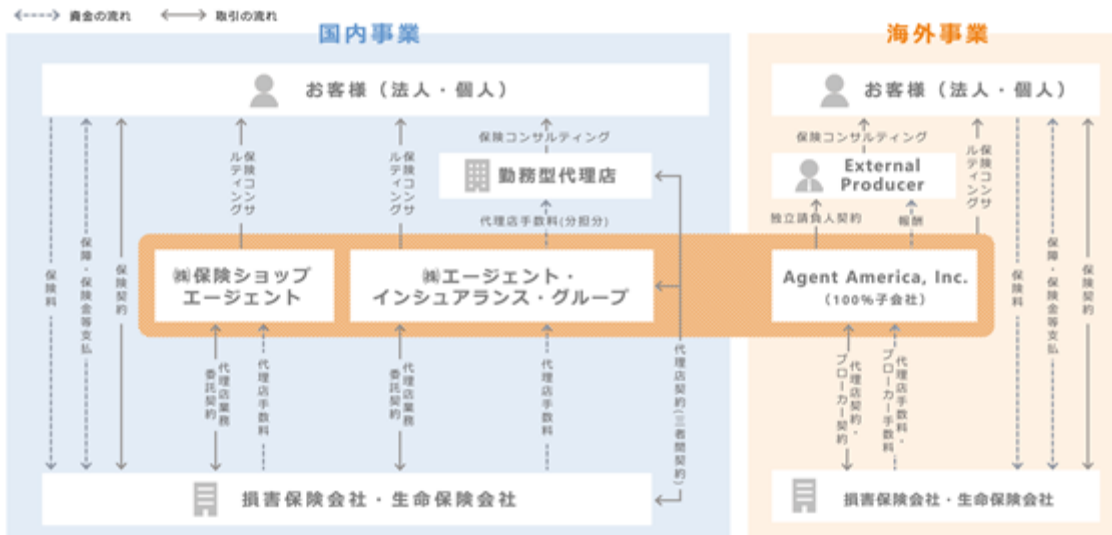 資金の流れ
取引の流れ
国内事業
お客様（法人・個人）
保険コンサルティング
勤務型代理店
代理店手数料(分担分)
保険コンサ
ルティング
保険コンサ
ルティング
㈱保険ショップ
エージェント
㈱エージェント・
インシュアランス・グループ
保険料
保障・保険金等支払
保険契約
代理店業務
委託契約
代理店手数料
代理店業務
委託契約
代理店手数料
代理店契約(三者間契約)
損害保険会社・生命保険会社
海外事業
お客様（法人・個人）
保険コンサルティング
External
Producer
独立請負人契約
報酬
保険コンサ
ルティング
Agent America, Inc.
（100%子会社）
代理店契約・
ブローカー契約
代理店手数料・
ブローカー手数料
保険料
保障・保険金等支払
保険契約
損害保険会社・生命保険会社